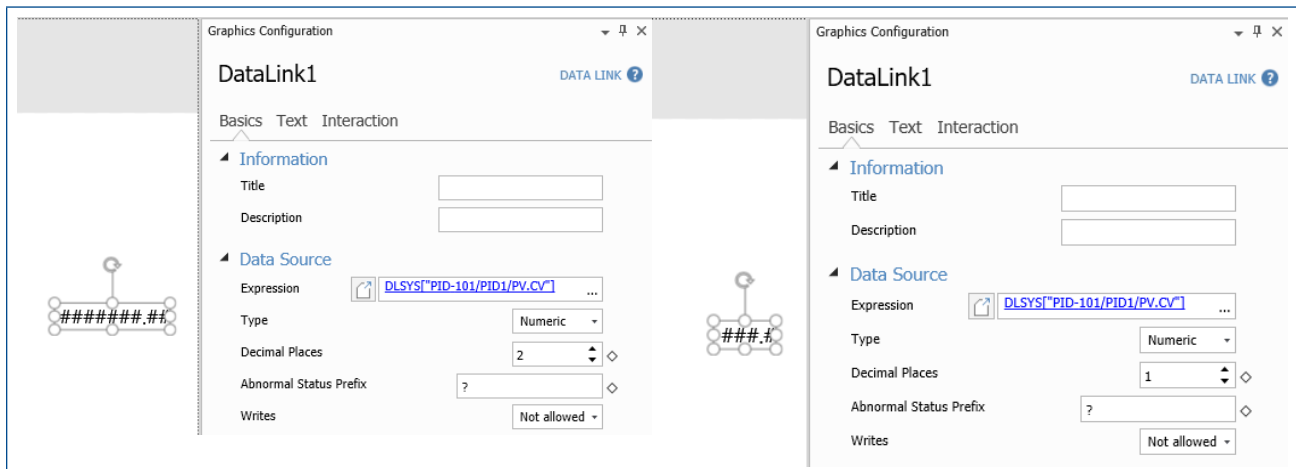 Graphics Configuration
DataLink1
DATA LINK ?
Basics Text Interaction
Information
Title
Description
Data Source
Expression DLSYS["PID-101/PID1/PV.CV"] ...
Type Numeric
Decimal Places 2
Abnormal Status Prefix ?
Writes Not allowed
#######.##
Graphics Configuration
DataLink1
DATA LINK ?
Basics Text Interaction
Information
Title
Description
Data Source
Expression DLSYS["PID-101/PID1/PV.CV"] ...
Type Numeric
Decimal Places 1
Abnormal Status Prefix ?
Writes Not allowed
###.#